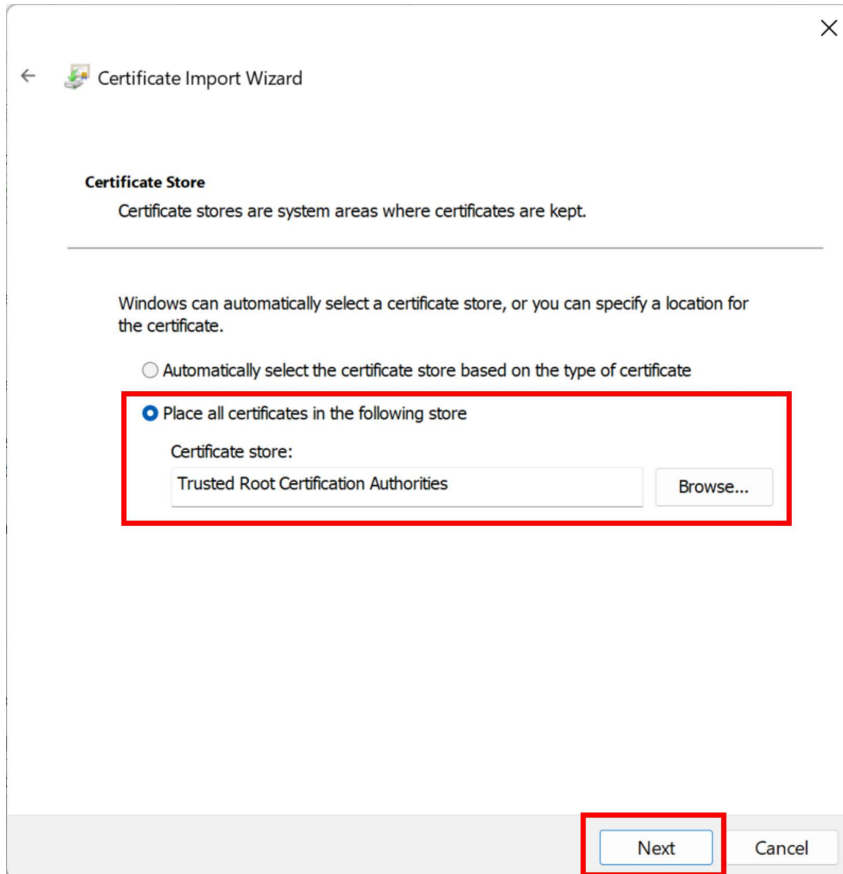 Certificate Import Wizard
Certificate Store
Certificate stores are system areas where certificates are kept.
Windows can automatically select a certificate store, or you can specify a location for
the certificate.
Automatically select the certificate store based on the type of certificate
Place all certificates in the following store
Certificate store:
Trusted Root Certification Authorities
Browse...
Next
Cancel